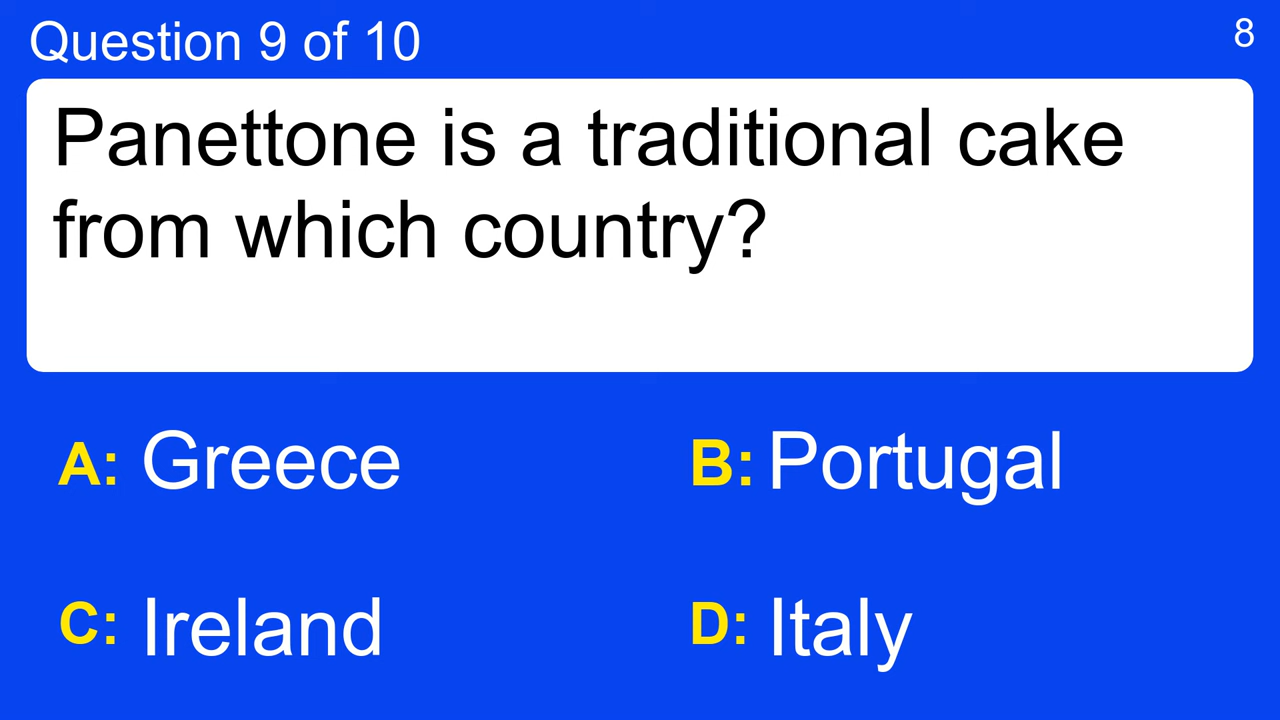 Question 9 of 10
8
Panettone is a traditional cake
from which country?
A: Greece
B: Portugal
C: Ireland
D: Italy